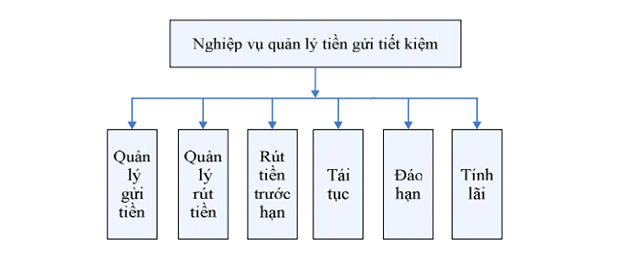 Nghiệp vụ quản lý tiền gửi tiết kiệm
Quản
lý
gửi
tiền
Quản
lý
rút
tiền
Rút
tiền
trước
hạn
Tái
tục
Đáo
hạn
Tính
lãi